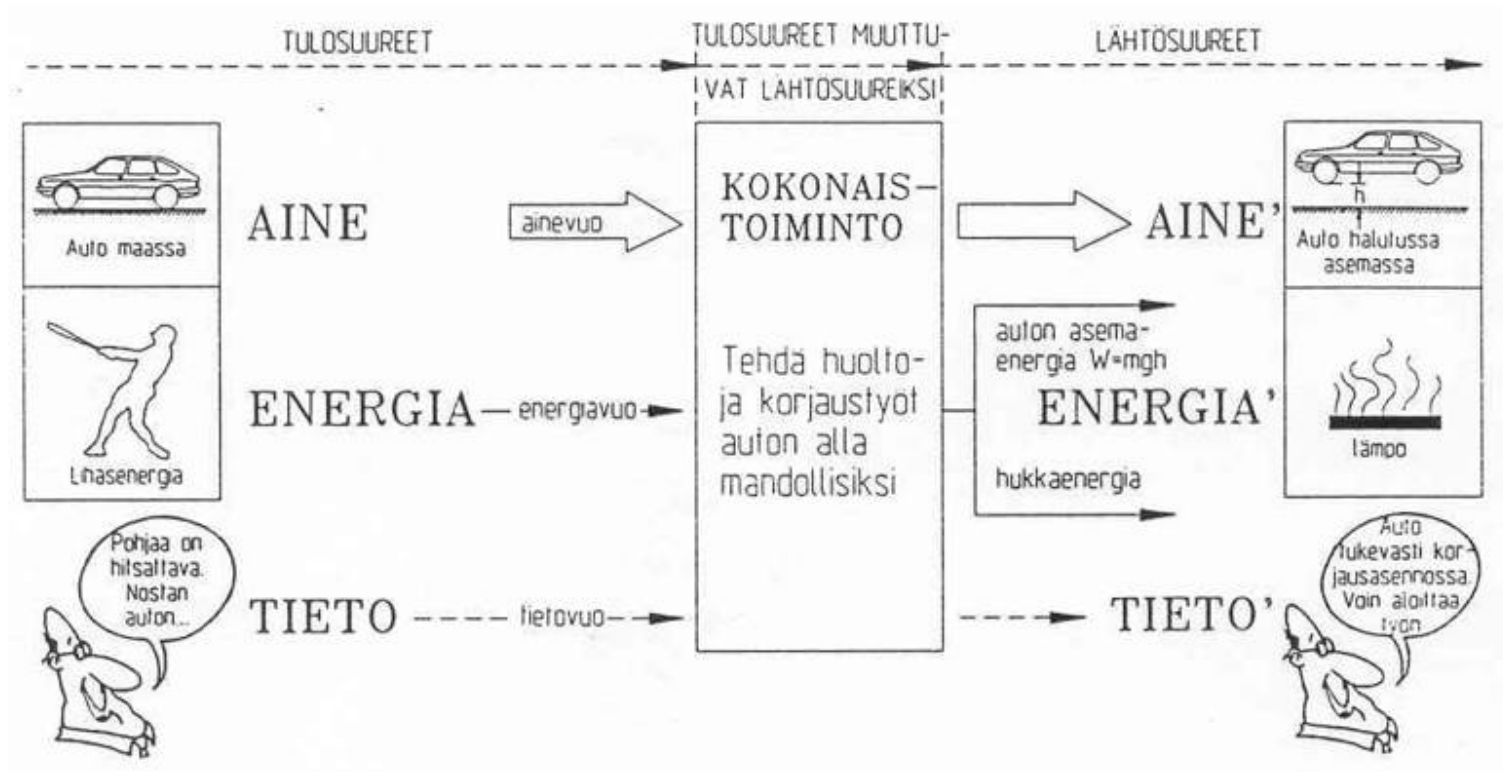 TULOSUUREET
TULOSUUREET MUUTTU-
VAT LÄHTÖSUUREIKSI
LÄHTÖSUUREET
Auto maassa
AINE
ainevuo
KOKONAIS-
TOIMINTO
AINE'
h
Auto halutussa
asemassa
Lihasenergia
ENERGIA
energiavuo
Tehdä huolto-
ja korjaustyöt
auton alla
mandollisiksi
auton asema-
energia W=mgh
ENERGIA'
hukkaenergia
lämpo
Pohjaa on
hitsattava.
Nostan
auton...
TIETO
tietovuo
TIETO'
Auto
tukevasti kor-
jausasennossa.
Voin aloittaa
työn